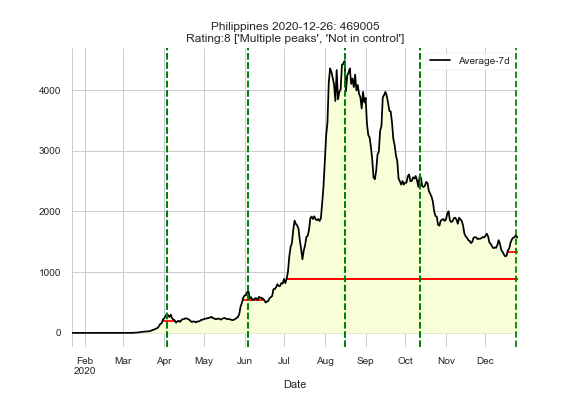 Philippines 2020-12-26: 469005
Rating:8 ['Multiple peaks', 'Not in control']
Average-7d
4000
3000
2000
1000
0
Feb Mar Apr May Jun Jul Aug Sep Oct Nov Dec
2020
Date